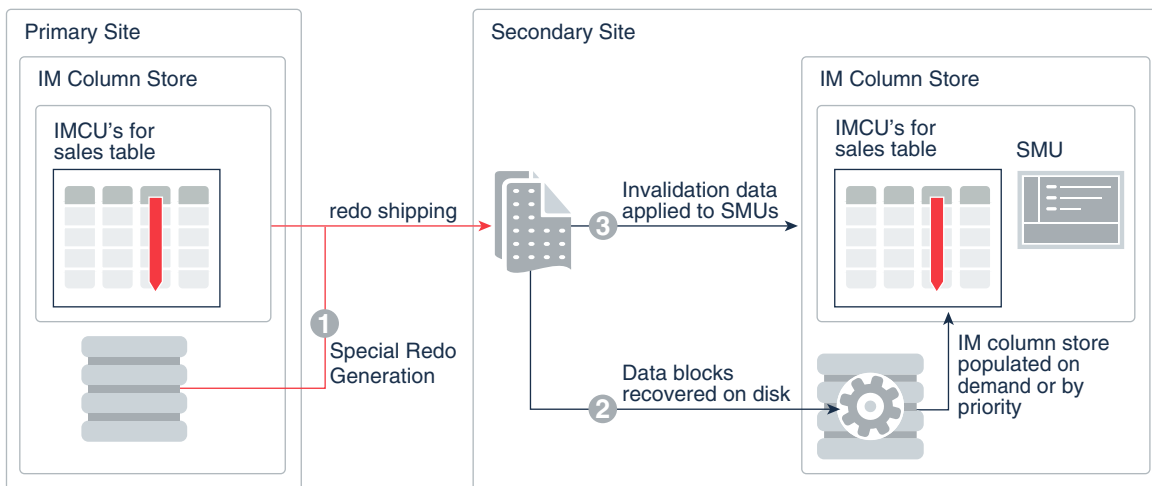 Primary Site
IM Column Store
IMCU's for
sales table
redo shipping
1
Special Redo
Generation
Secondary Site
3
Invalidation data
applied to SMUs
2
Data blocks
recovered on disk
IM Column Store
IMCU's for
sales table
SMU
IM column store
populated on
demand or by
priority